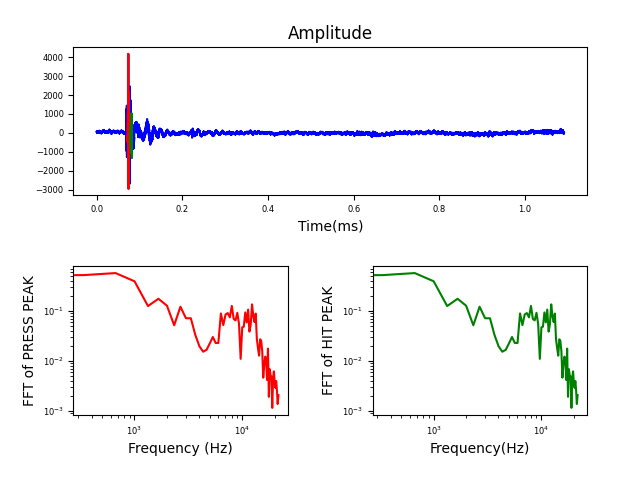 Amplitude
4000
3000
2000
1000
0
−1000
−2000
−3000
0.0 0.2 0.4 0.6 0.8 1.0
Time(ms)
FFT of PRESS PEAK
10⁻¹
10⁻²
10⁻³
10³ 10⁴
Frequency (Hz)
FFT of HIT PEAK
10⁻¹
10⁻²
10⁻³
10³ 10⁴
Frequency(Hz)